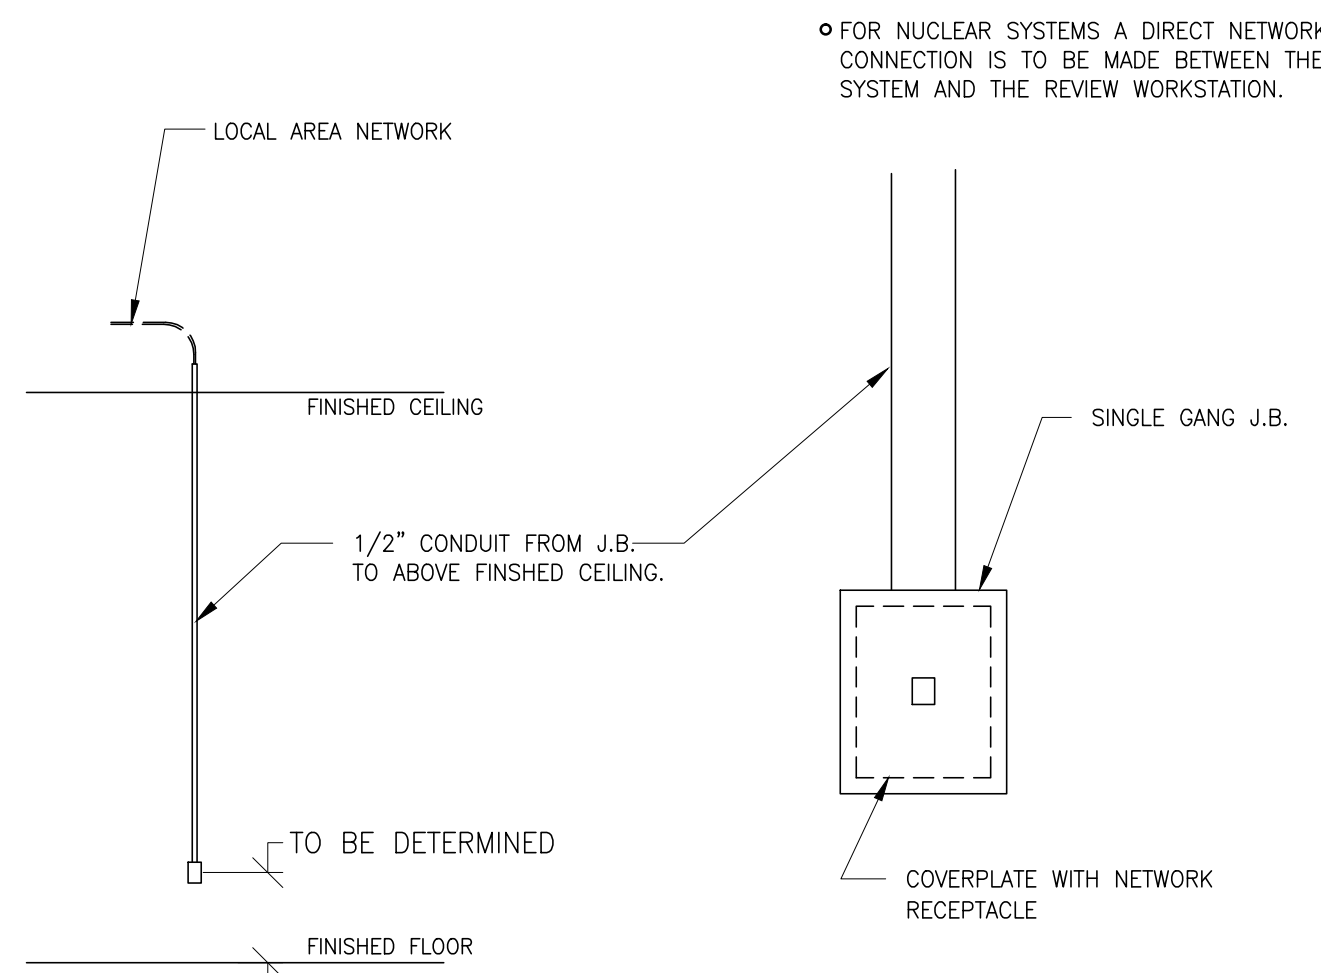 FOR NUCLEAR SYSTEMS A DIRECT NETWORK
CONNECTION IS TO BE MADE BETWEEN THE
SYSTEM AND THE REVIEW WORKSTATION.
LOCAL AREA NETWORK
FINISHED CEILING
SINGLE GANG J.B.
1/2” CONDUIT FROM J.B.
TO ABOVE FINSHED CEILING.
TO BE DETERMINED
COVERPLATE WITH NETWORK
RECEPTACLE
FINISHED FLOOR